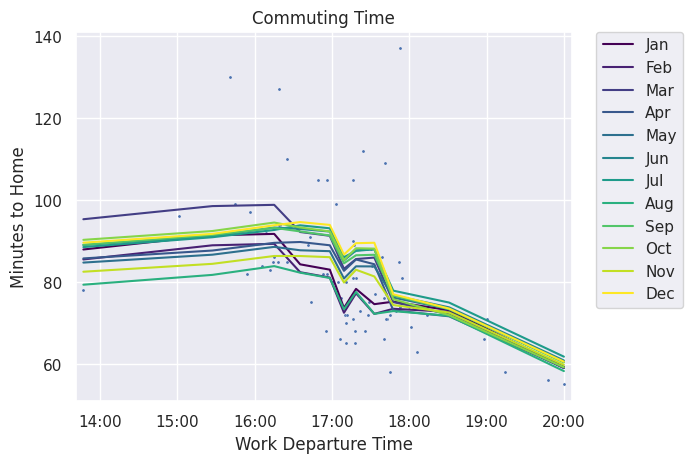 Commuting Time
140
120
100
80
60
Minutes to Home
14:00 15:00 16:00 17:00 18:00 19:00 20:00
Work Departure Time
Jan
Feb
Mar
Apr
May
Jun
Jul
Aug
Sep
Oct
Nov
Dec